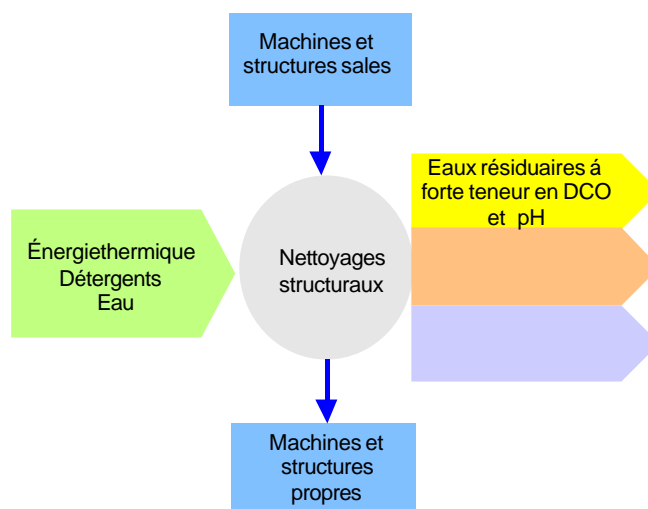 Machines et
structures sales
Eaux résiduaires á
forte teneur en DCO
et pH
Énergiethermique
Détergents
Eau
Nettoyages
structuraux
Machines et
structures
propres